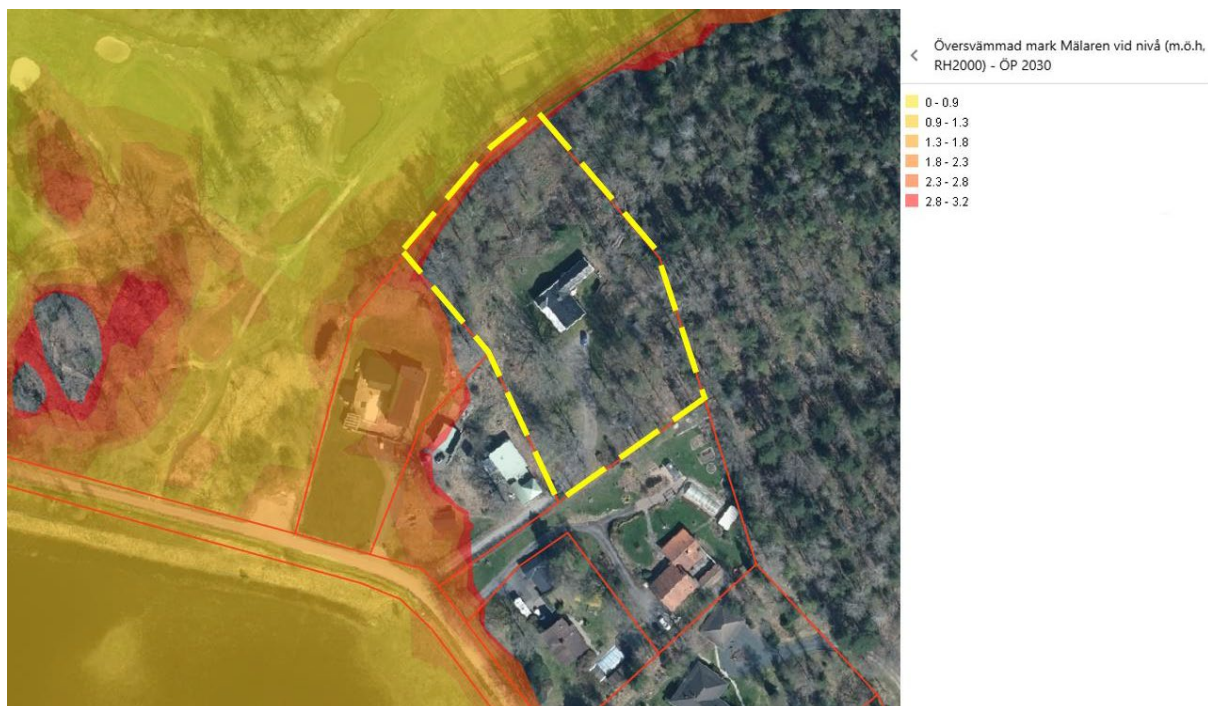 Översvämmad mark Mälaren vid nivå (m.ö.h,
RH2000) - ÖP 2030
0 - 0.9
0.9 - 1.3
1.3 - 1.8
1.8 - 2.3
2.3 - 2.8
2.8 - 3.2